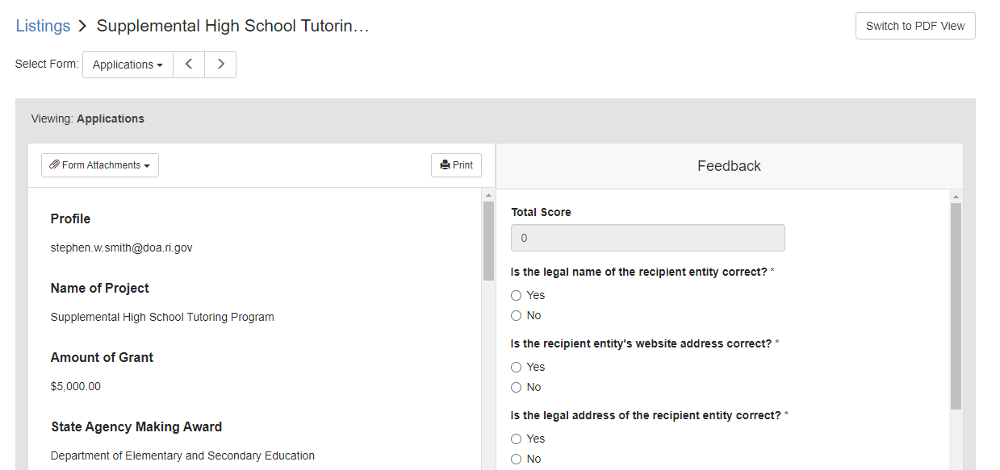 Listings > Supplemental High School Tutorin…
Switch to PDF View
Select Form: Applications
Viewing: Applications
Form Attachments
Print
Profile
stephen.w.smith@doa.ri.gov
Name of Project
Supplemental High School Tutoring Program
Amount of Grant
$5,000.00
State Agency Making Award
Department of Elementary and Secondary Education
Feedback
Total Score
0
Is the legal name of the recipient entity correct? *
Yes
No
Is the recipient entity's website address correct? *
Yes
No
Is the legal address of the recipient entity correct? *
Yes
No